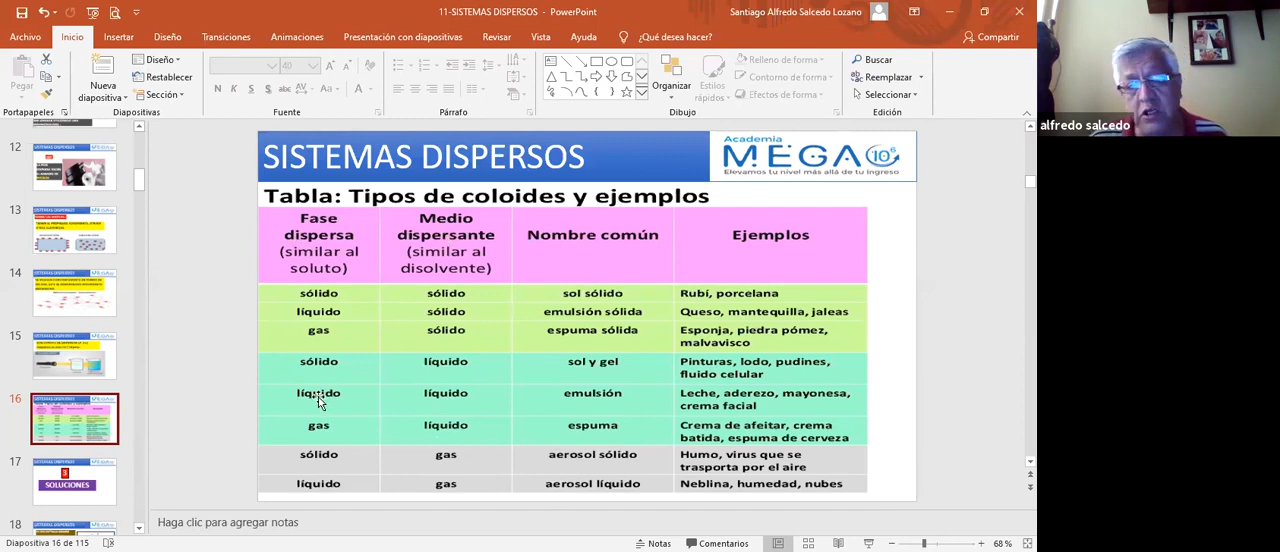 11-SISTEMAS DISPERSOS - PowerPoint
Santiago Alfredo Salcedo Lozano
Archivo Inicio Insertar Diseño Transiciones Animaciones Presentación con diapositivas Revisar Vista Ayuda ¿Qué desea hacer? Compartir
Pegar
Nueva diapositiva
Diseño
Restablecer
Sección
40
N K S
Organizar
Estilos rápidos
Relleno de forma
Contorno de forma
Efectos de forma
Buscar
Reemplazar
Seleccionar
Portapapeles Diapositivas Fuente Párrafo Dibujo Edición
alfredo salcedo
12
13
14
15
16
17
SOLUCIONES
18
SISTEMAS DISPERSOS
Academia
MEGA 10⁶
Elevamos tu nivel más allá de tu ingreso
Tabla: Tipos de coloides y ejemplos
Fase dispersa (similar al soluto)
Medio dispersante (similar al disolvente)
Nombre común
Ejemplos
sólido sólido sol sólido Rubí, porcelana
líquido sólido emulsión sólida Queso, mantequilla, jaleas
gas sólido espuma sólida Esponja, piedra pómez,
malvavisco
sólido líquido sol y gel Pinturas, lodo, pudines,
fluido celular
líquido líquido emulsión Leche, aderezo, mayonesa,
crema facial
gas líquido espuma Crema de afeitar, crema
batida, espuma de cerveza
sólido gas aerosol sólido Humo, virus que se
trasporta por el aire
líquido gas aerosol líquido Neblina, humedad, nubes
Haga clic para agregar notas
Diapositiva 16 de 115
Notas
Comentarios
68 %